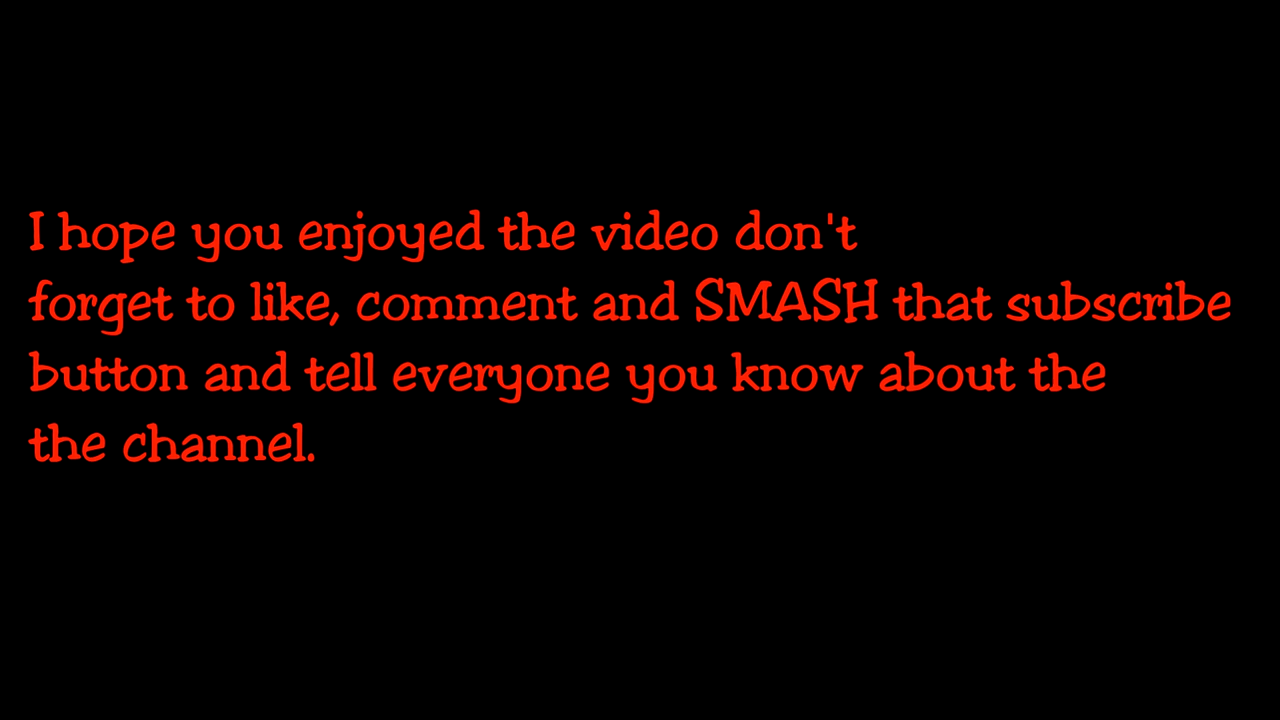 I hope you enjoyed the video don't
forget to like, comment and SMASH that subscribe
button and tell everyone you know about the
the channel.